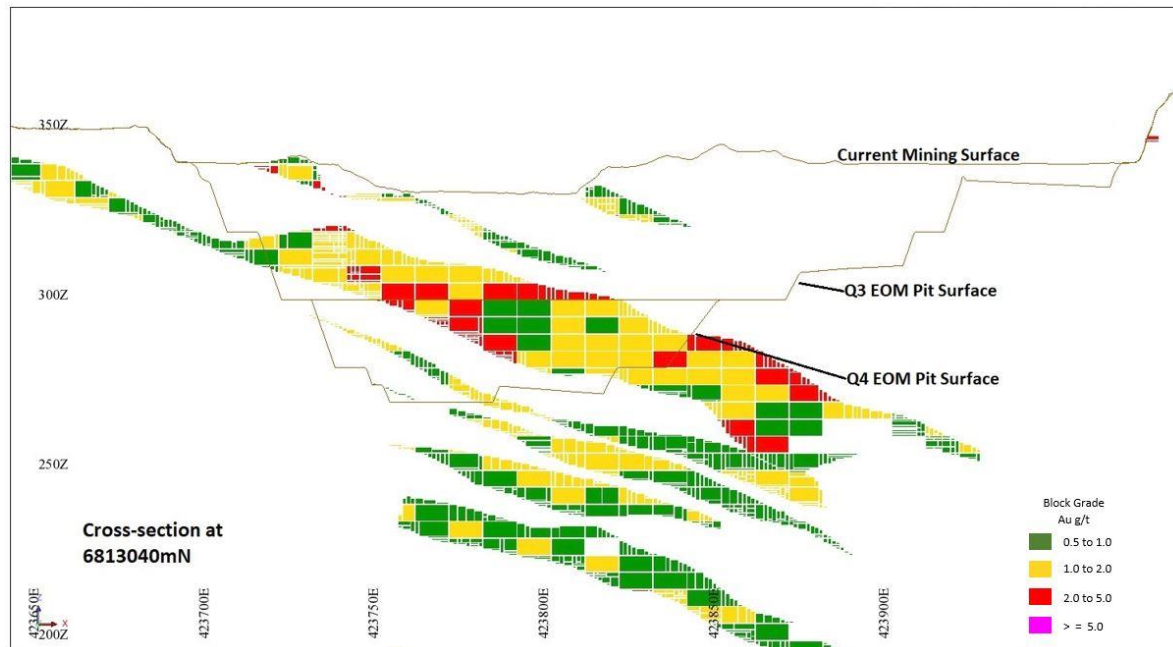 350Z
Current Mining Surface
300Z
Q3 EOM Pit Surface
Q4 EOM Pit Surface
250Z
Cross-section at
6813040mN
Block Grade
Au g/t
0.5 to 1.0
1.0 to 2.0
2.0 to 5.0
> = 5.0
200Z
X
423650E
423700E
423750E
423800E
423850E
423900E